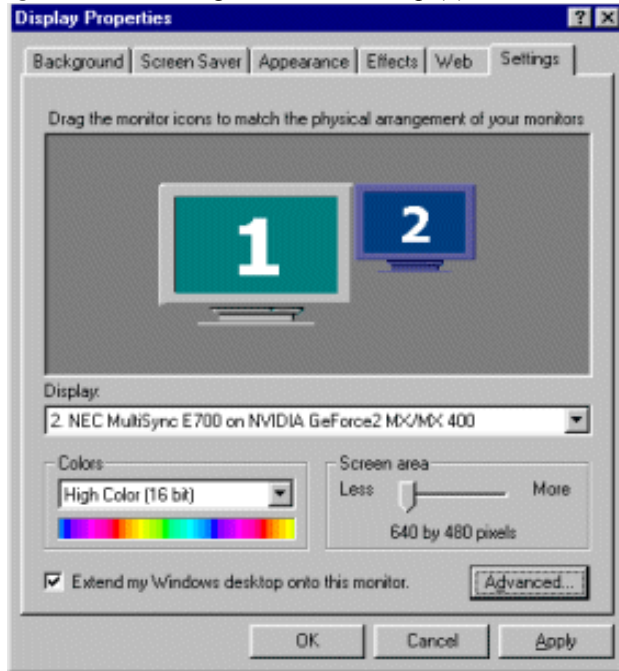 Display Properties
Background Screen Saver Appearance Effects Web Settings
Drag the monitor icons to match the physical arrangement of your monitors
1 2
Display:
2. NEC MultiSync E700 on NVIDIA GeForce2 MX/MX 400
Colors Screen area
High Color (16 bit) Less More
640 by 480 pixels
Extend my Windows desktop onto this monitor. Advanced...
OK Cancel Apply